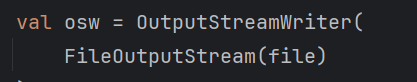 val osw = OutputStreamWriter(
    FileOutputStream(file)